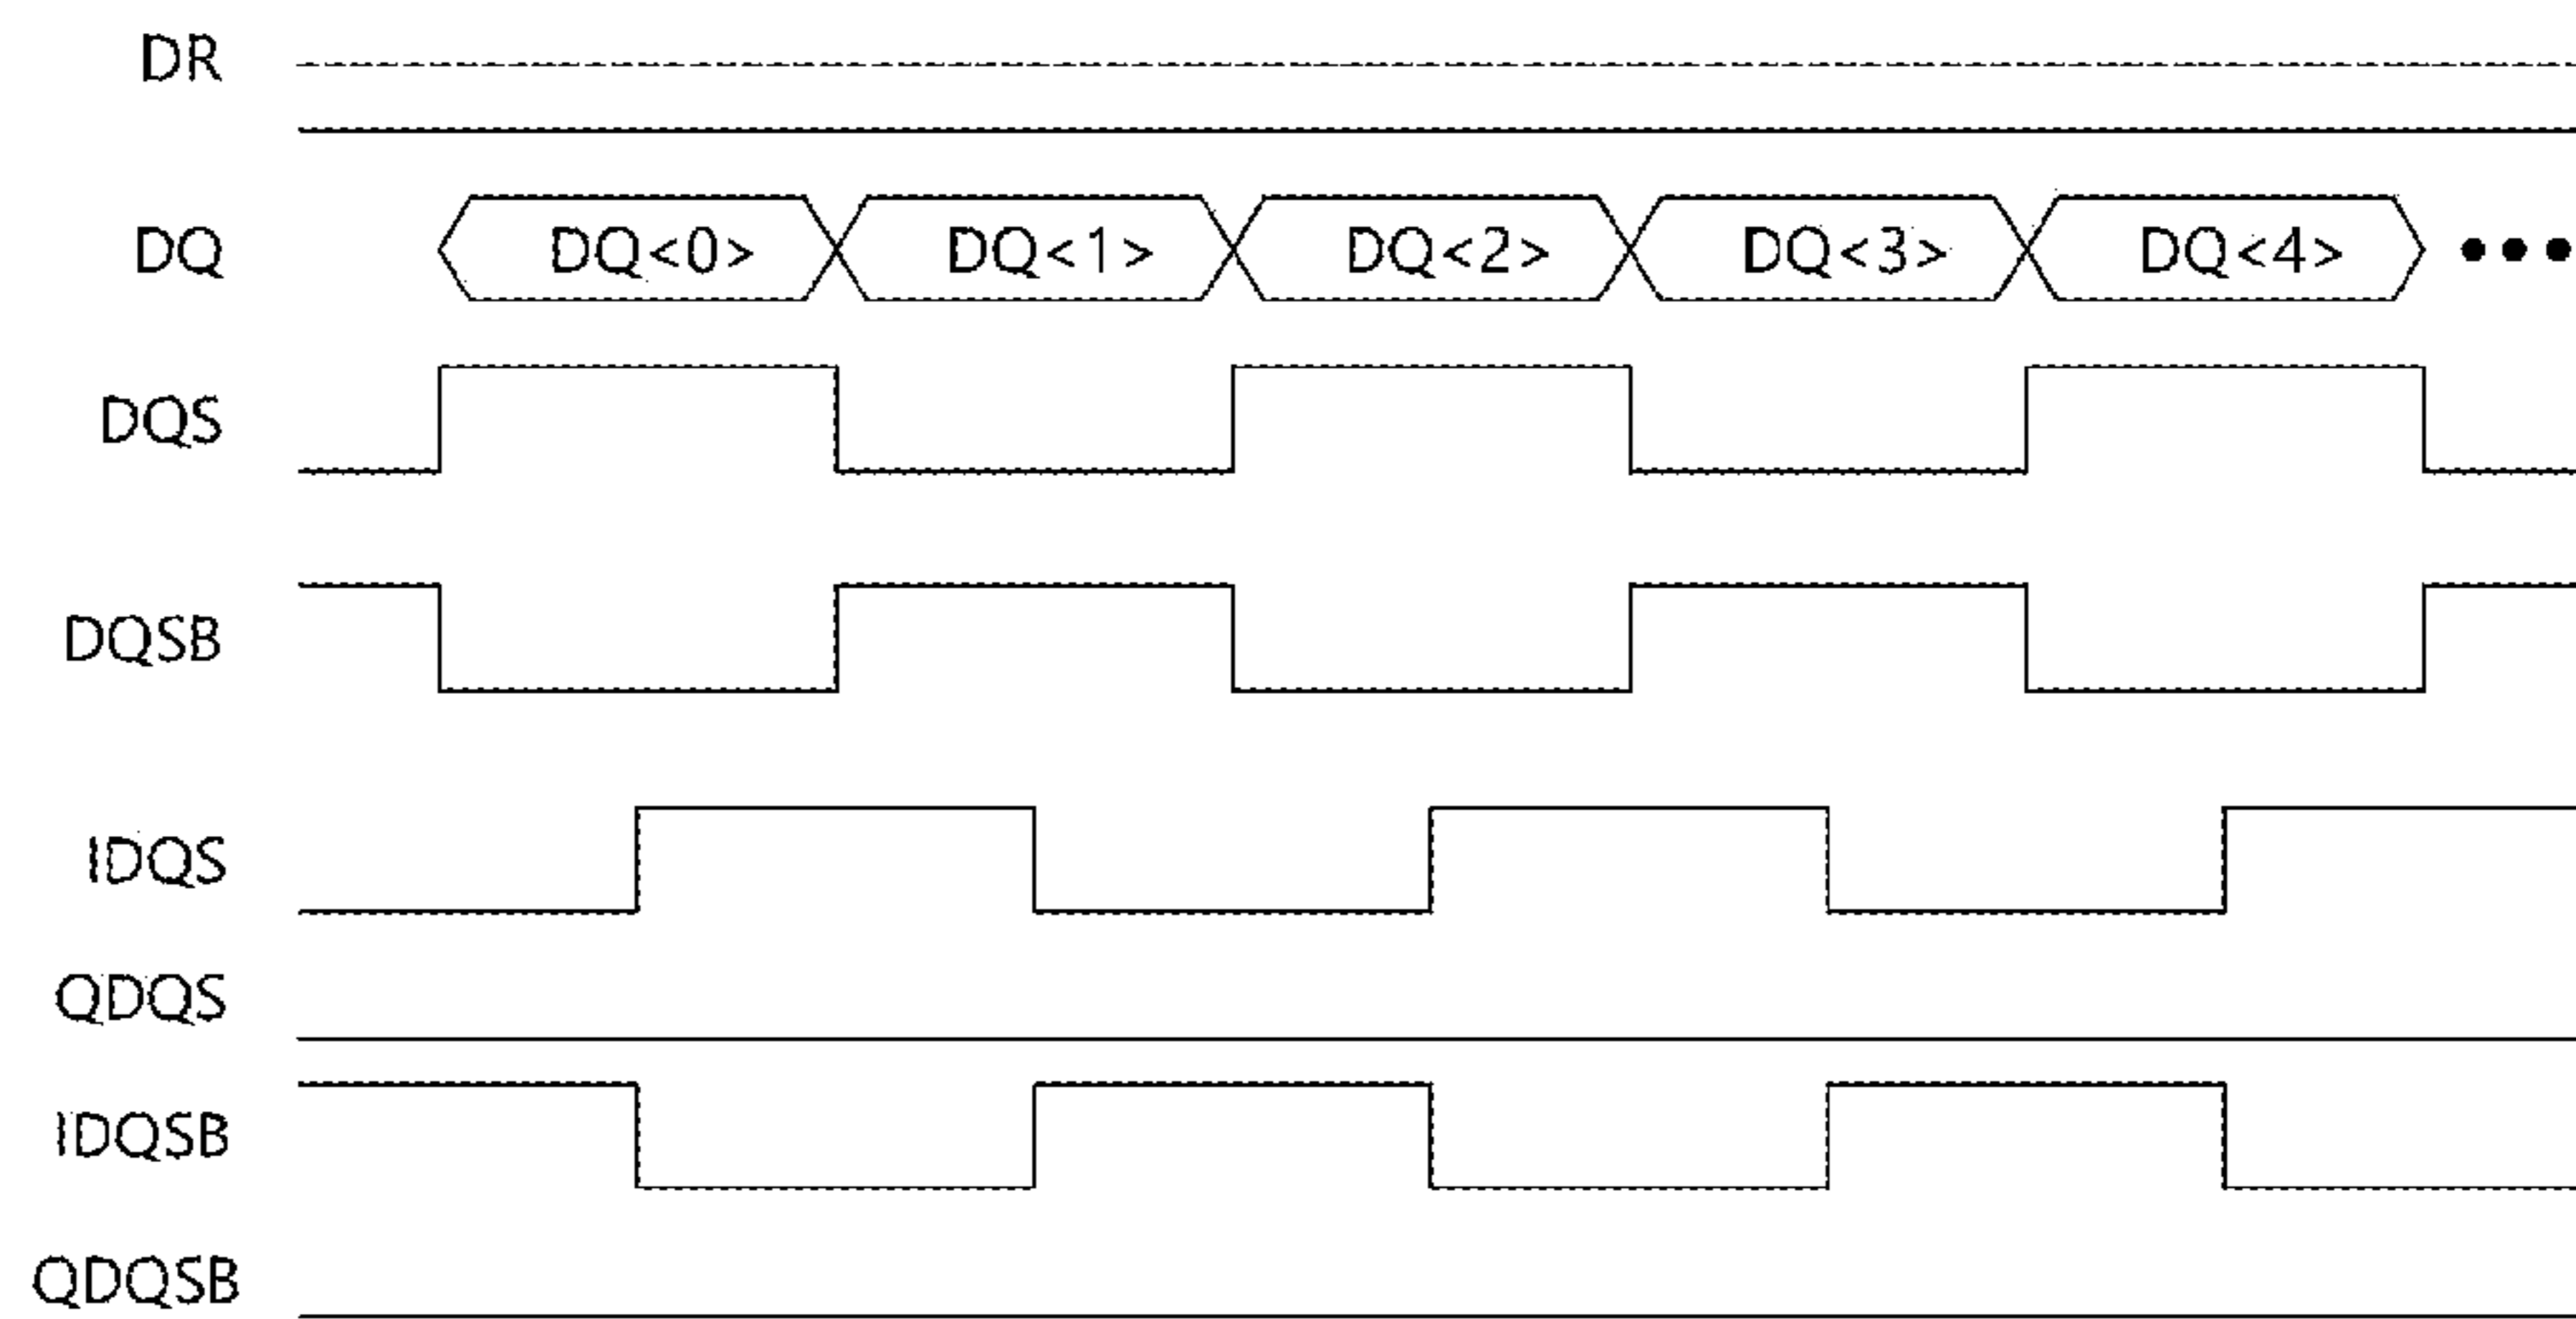 DR
DQ DQ<0> DQ<1> DQ<2> DQ<3> DQ<4> •••
DQS
DQSB
IDQS
QDQS
IDQSB
QDQSB